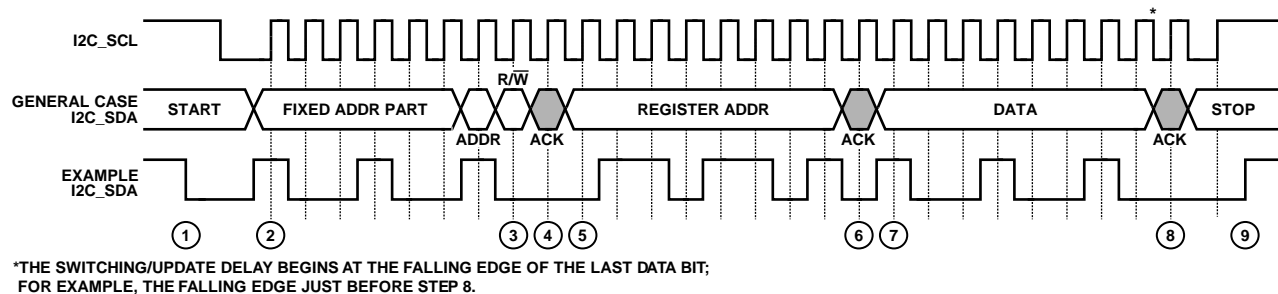 *
I2C_SCL
R/W̅
GENERAL CASE
I2C_SDA
START
FIXED ADDR PART
REGISTER ADDR
DATA
STOP
ADDR
ACK
ACK
ACK
EXAMPLE
I2C_SDA
1
2
3
4
5
6
7
8
9
*THE SWITCHING/UPDATE DELAY BEGINS AT THE FALLING EDGE OF THE LAST DATA BIT;
FOR EXAMPLE, THE FALLING EDGE JUST BEFORE STEP 8.